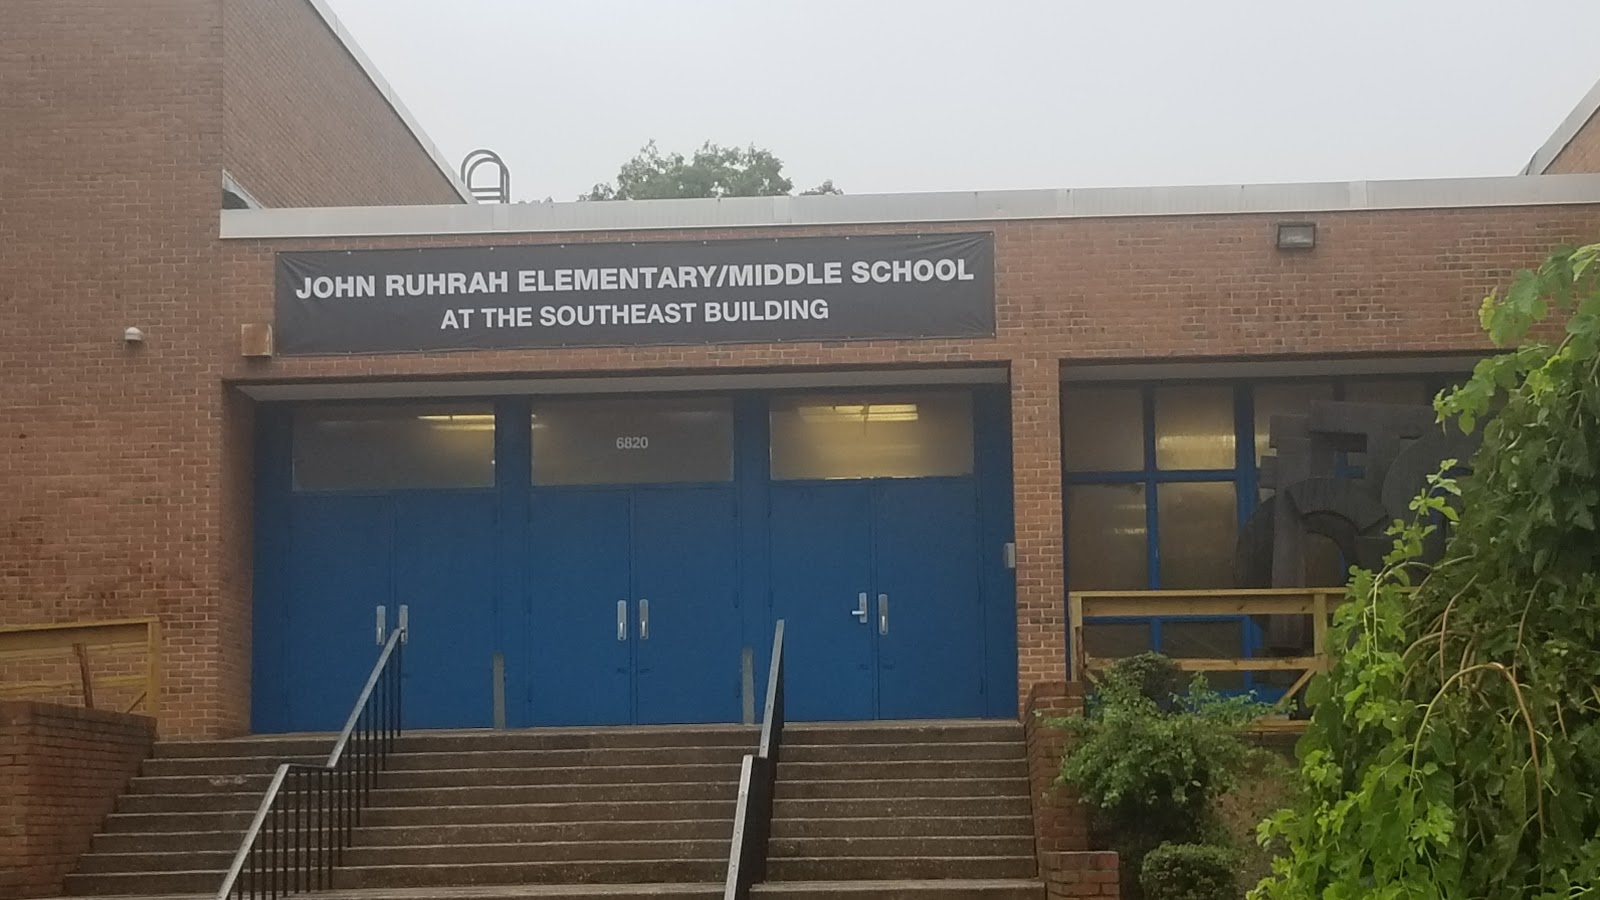 JOHN RUHRAH ELEMENTARY/MIDDLE SCHOOL
AT THE SOUTHEAST BUILDING
6820